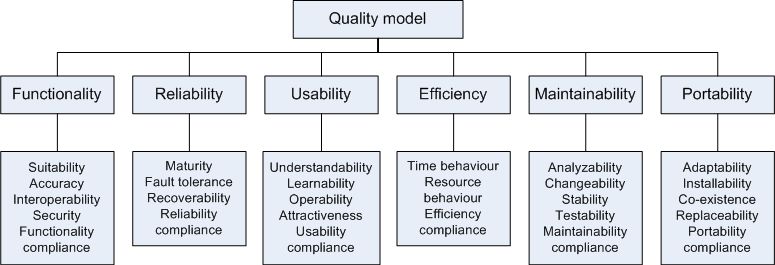 Quality model
Functionality
Reliability
Usability
Efficiency
Maintainability
Portability
Suitability
Accuracy
Interoperability
Security
Functionality
compliance
Maturity
Fault tolerance
Recoverability
Reliability
compliance
Understandability
Learnability
Operability
Attractiveness
Usability
compliance
Time behaviour
Resource
behaviour
Efficiency
compliance
Analyzability
Changeability
Stability
Testability
Maintainability
compliance
Adaptability
Installability
Co-existence
Replaceability
Portability
compliance